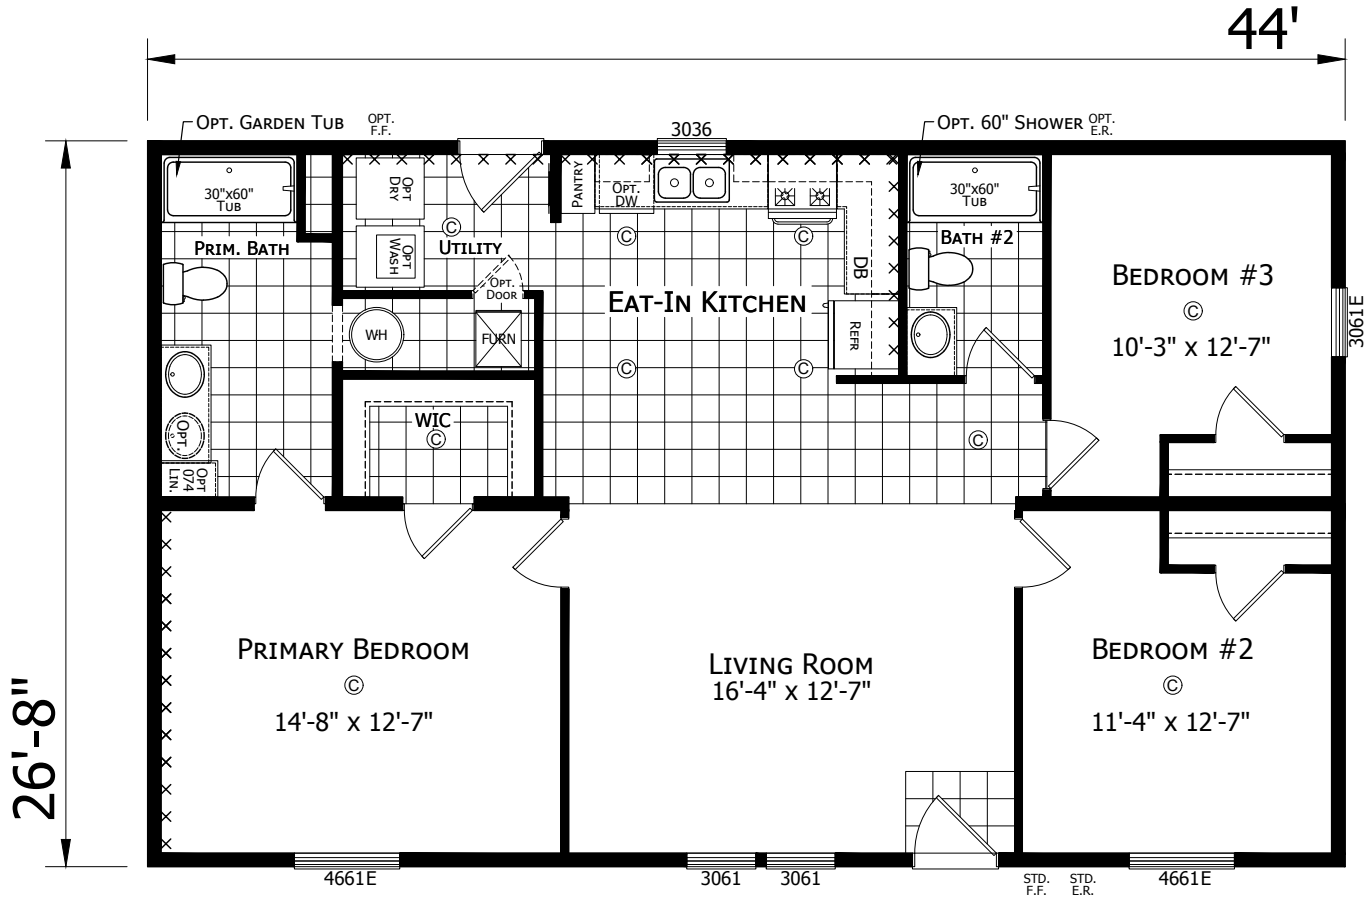 44'
OPT. GARDEN TUB
OPT.
F.F.
3036
OPT. 60" SHOWER
OPT.
E.R.
30"x60"
TUB
OPT
DRY
PANTRY
OPT.
DW
30"x60"
TUB
PRIM. BATH
OPT
WASH
UTILITY
C
C
C
BATH #2
DB
BEDROOM #3
C
10'-3" x 12'-7"
3061E
OPT.
DOOR
EAT-IN KITCHEN
WH
FURN
REFR
C
C
WIC
C
C
OPT.
OPT
074
LIN.
26'-8"
PRIMARY BEDROOM
C
14'-8" x 12'-7"
LIVING ROOM
16'-4" x 12'-7"
BEDROOM #2
C
11'-4" x 12'-7"
4661E
3061
3061
STD.
F.F.
STD.
E.R.
4661E